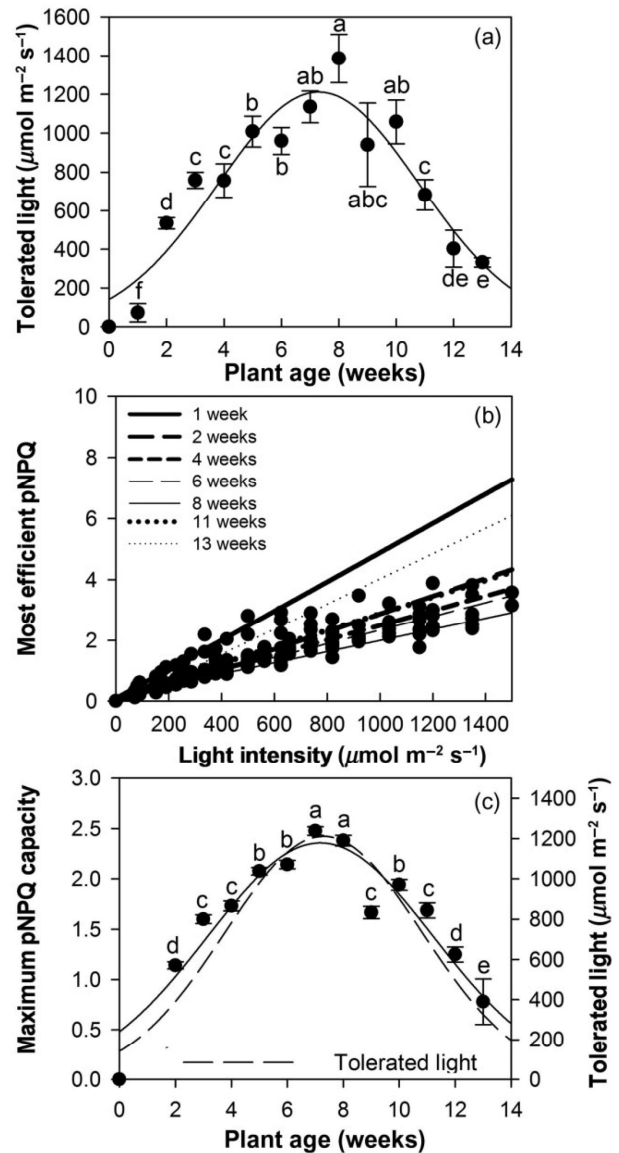 (a)
Tolerated light (μmol m⁻² s⁻¹)
1600
1400
1200
1000
800
600
400
200
0
f
d
c
c
b
b
ab
a
abc
ab
c
de
e
0 2 4 6 8 10 12 14
Plant age (weeks)
(b)
Most efficient pNPQ
10
8
6
4
2
0
1 week
2 weeks
4 weeks
6 weeks
8 weeks
11 weeks
13 weeks
0 200 400 600 800 1000 1200 1400
Light intensity (μmol m⁻² s⁻¹)
(c)
Maximum pNPQ capacity
3.0
2.5
2.0
1.5
1.0
0.5
0.0
d
c
c
b
b
a
a
c
b
c
d
e
Tolerated light
1400
1200
1000
800
600
400
200
0
Tolerated light (μmol m⁻² s⁻¹)
0 2 4 6 8 10 12 14
Plant age (weeks)